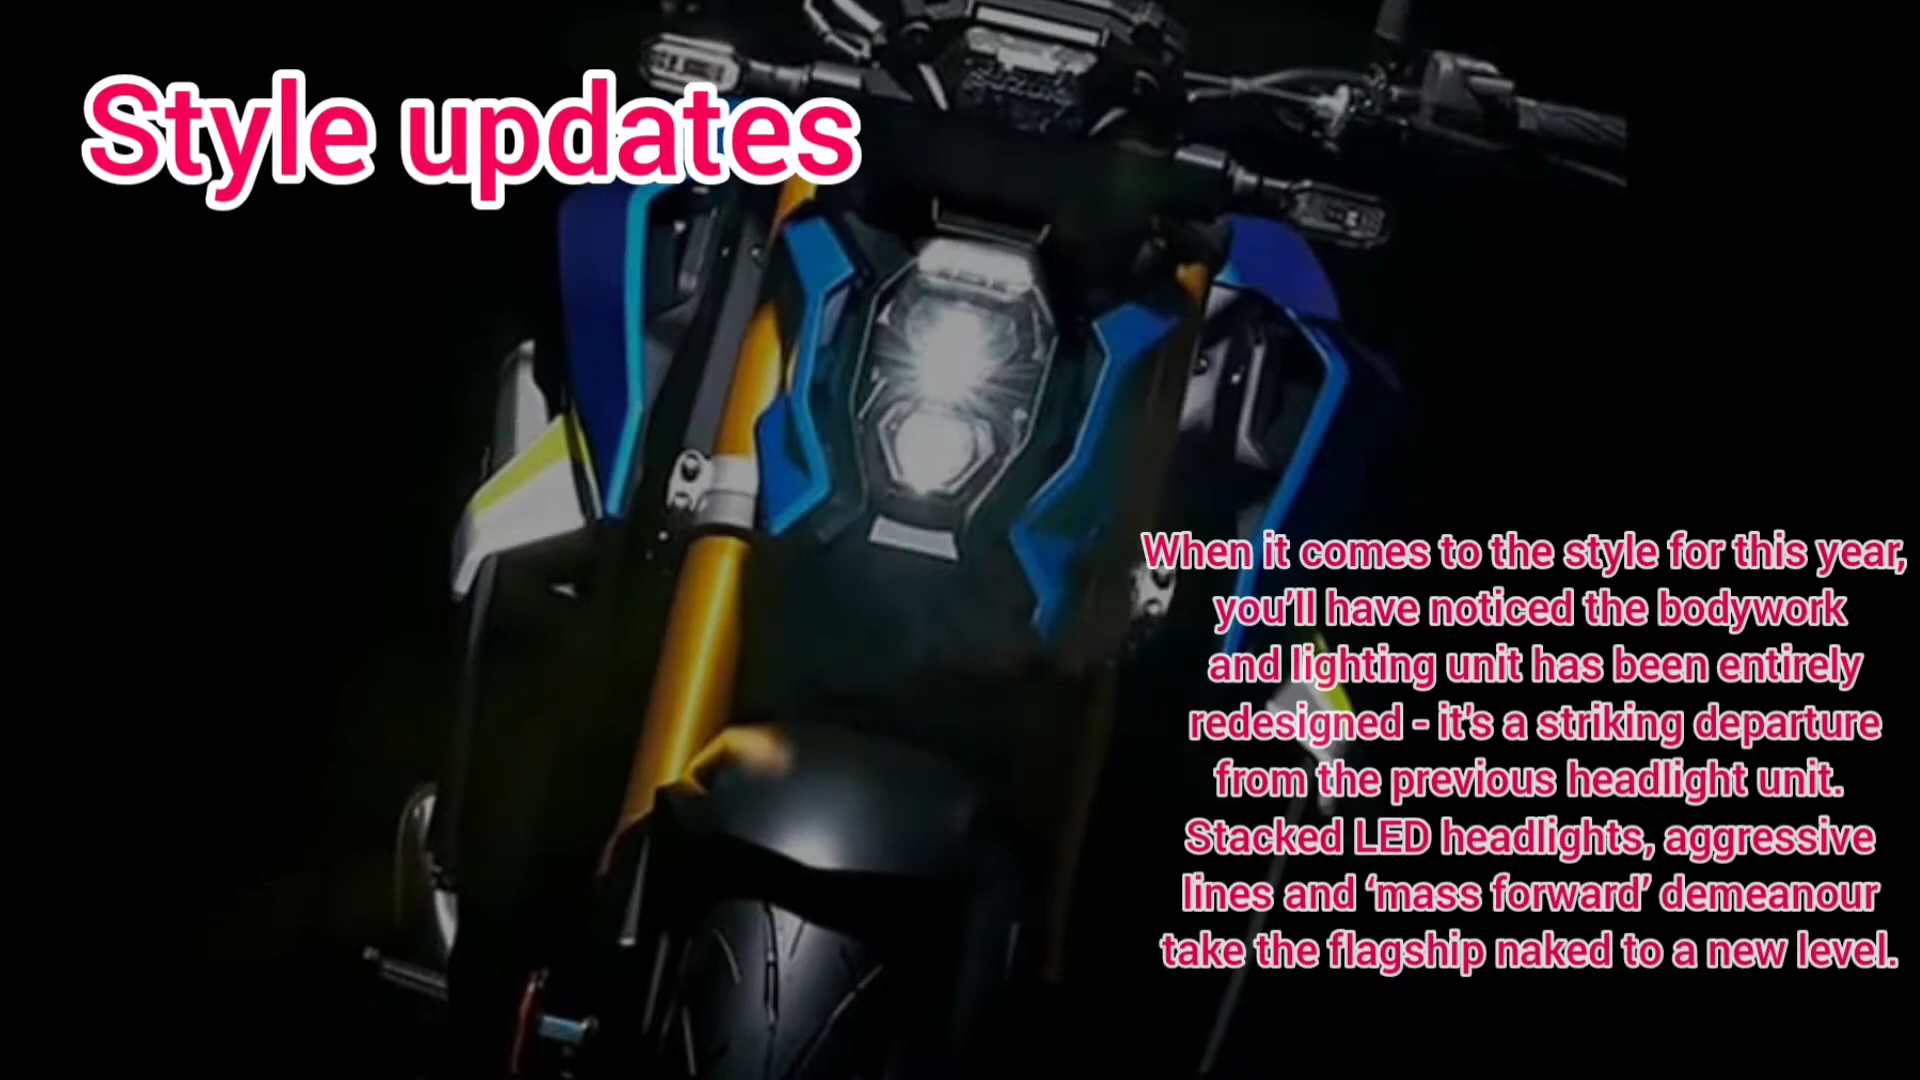 Style updates
SUZUKI
When it comes to the style for this year,
you’ll have noticed the bodywork
and lighting unit has been entirely
redesigned - it's a striking departure
from the previous headlight unit.
Stacked LED headlights, aggressive
lines and ‘mass forward’ demeanour
take the flagship naked to a new level.